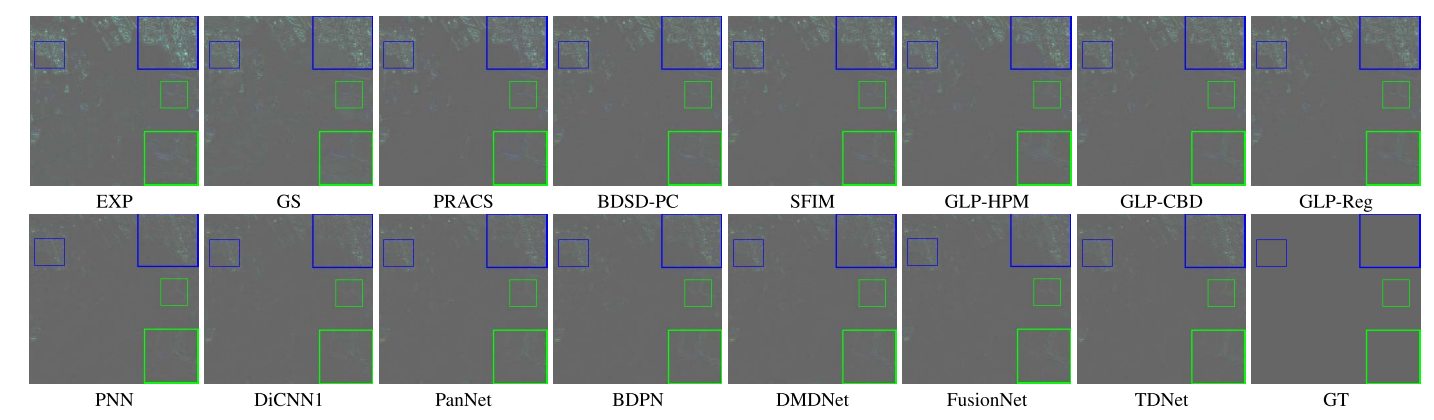 EXP GS PRACS BDSD-PC SFIM GLP-HPM GLP-CBD GLP-Reg
PNN DiCNN1 PanNet BDPN DMDNet FusionNet TDNet GT